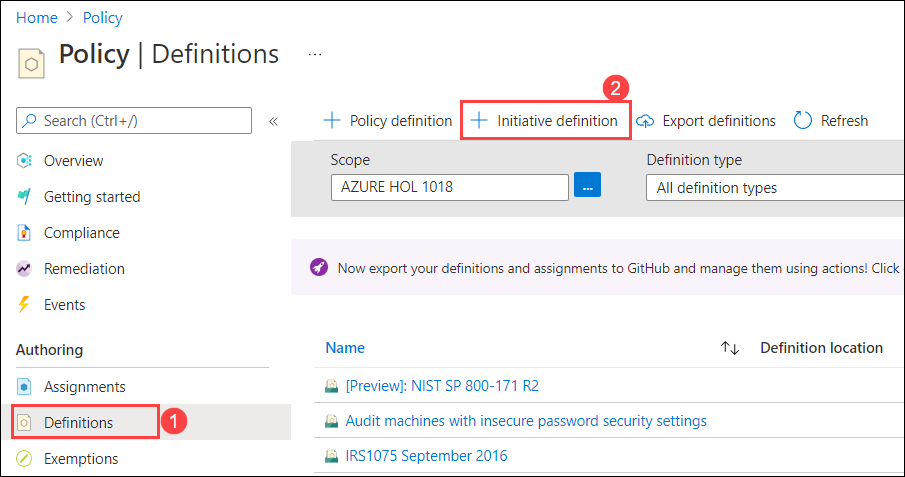 Home > Policy
Policy | Definitions ...
Search (Ctrl+/)
«
Overview
Getting started
Compliance
Remediation
Events
Authoring
Assignments
Definitions
1
Exemptions
2
+ Policy definition
+ Initiative definition
Export definitions
Refresh
Scope
Definition type
AZURE HOL 1018
...
All definition types
Now export your definitions and assignments to GitHub and manage them using actions! Click
Name
Definition location
[Preview]: NIST SP 800-171 R2
Audit machines with insecure password security settings
IRS1075 September 2016